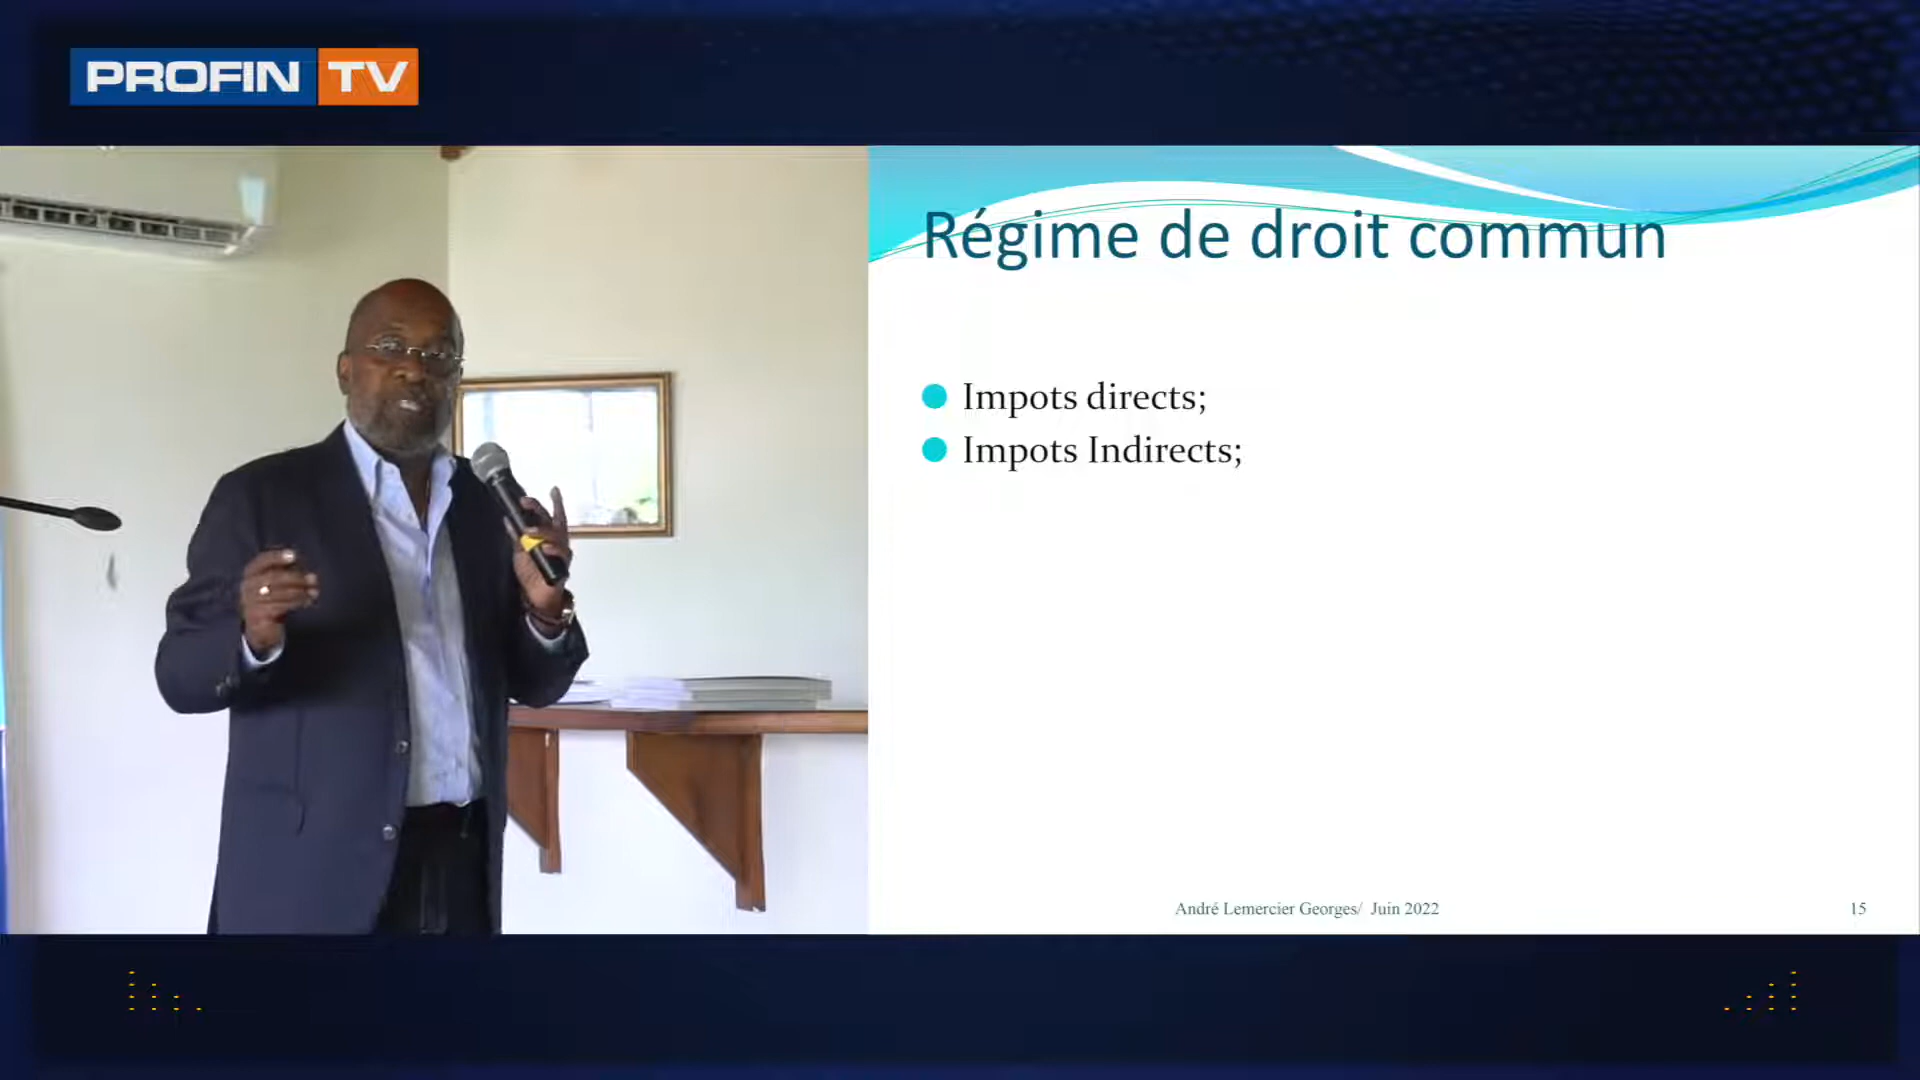 PROFIN TV
Régime de droit commun
Impots directs;
Impots Indirects;
André Lemercier Georges/ Juin 2022
15